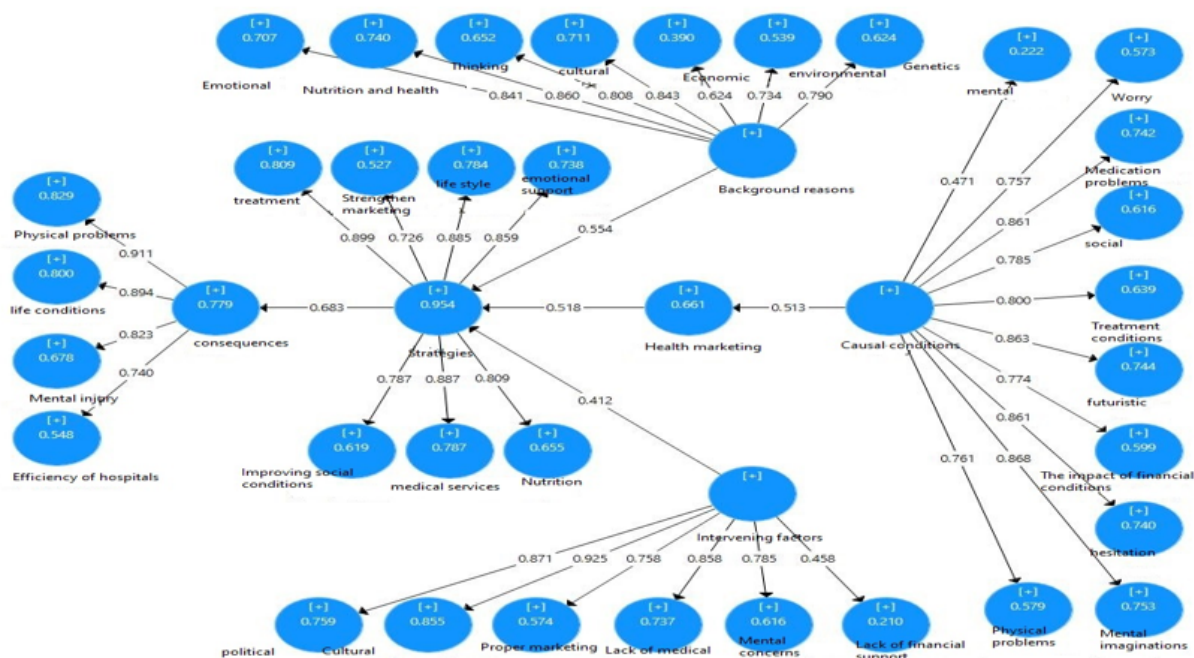 [+] [+] [+] [+] [+] [+] [+] [+] [+]
0.707 0.740 0.652 0.711 0.390 0.539 0.624 0.222 0.573
Emotional Nutrition and health Thinking cultural Economic environmental Genetics mental Worry
0.841 0.860 0.808 0.843 0.624 0.734 0.790
[+]
Background reasons
[+]
0.742
Medication
problems
[+] [+] [+] [+]
0.809 0.527 0.784 0.738
treatment Strengthen
marketing life style emotional
support
0.471 0.757
0.861
[+]
0.616
social
0.785
[+]
0.829
Physical problems
0.911
0.899 0.726 0.885 0.859
0.554
[+]
0.800
life conditions
0.894
[+]
0.779
consequences
0.683
[+]
0.954
Strategies
0.518
[+]
0.661
Health marketing
0.513
[+]
Causal conditions
0.800
[+]
0.639
Treatment
conditions
0.863
[+]
0.744
futuristic
0.823
[+]
0.678
Mental injury
0.740
[+]
0.548
Efficiency of hospitals
0.787 0.887 0.809
0.412
0.774
[+]
0.599
The impact of financial
conditions
0.861
0.761 0.868
[+] [+] [+]
0.619 0.787 0.655
Improving social
conditions medical services Nutrition
[+]
Intervening factors
[+]
0.740
hesitation
0.871 0.925 0.758 0.858 0.785 0.458
[+] [+] [+] [+] [+] [+] [+] [+]
0.759 0.855 0.574 0.737 0.616 0.210 0.579 0.753
political Cultural Proper marketing Lack of medical Mental
concerns Lack of financial
support Physical
problems Mental
imaginations